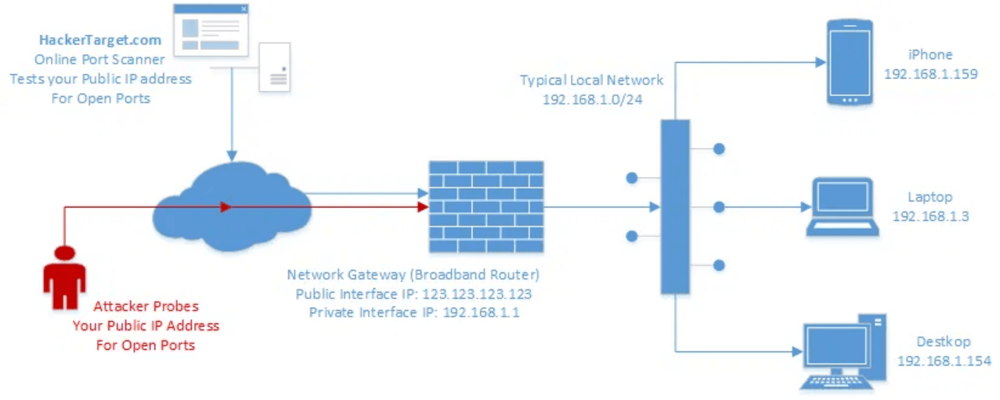 HackerTarget.com
Online Port Scanner
Tests your Public IP address
For Open Ports
Typical Local Network
192.168.1.0/24
iPhone
192.168.1.159
Laptop
192.168.1.3
Network Gateway (Broadband Router)
Public Interface IP: 123.123.123.123
Private Interface IP: 192.168.1.1
Attacker Probes
Your Public IP Address
For Open Ports
Destkop
192.168.1.154